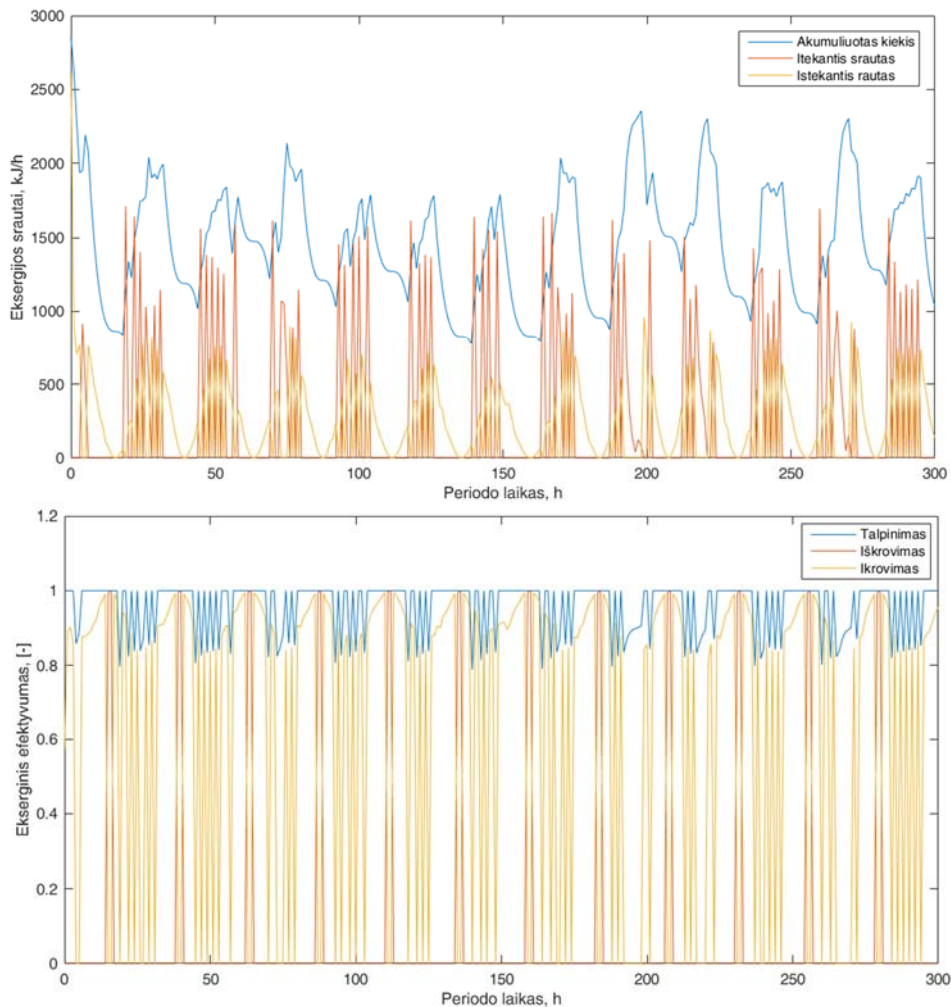 3000
2500
2000
1500
1000
500
0
Eksergijos srautai, kJ/h
Akumuliuotas kiekis
Itekantis srautas
Istekantis rautas
0
50
100
150
200
250
300
Periodo laikas, h
1.2
1
0.8
0.6
0.4
0.2
0
Ekserginis efektyvumas, [-]
Talpinimas
Iškrovimas
Ikrovimas
0
50
100
150
200
250
300
Periodo laikas, h